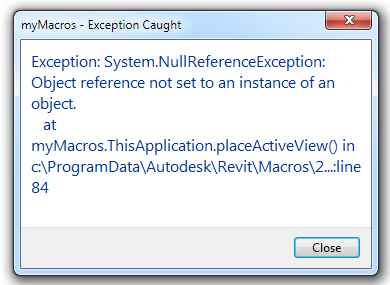 myMacros - Exception Caught
Exception: System.NullReferenceException:
Object reference not set to an instance of an
object.
at
myMacros.ThisApplication.placeActiveView() in
c:\ProgramData\Autodesk\Revit\Macros\2...:line
84
Close